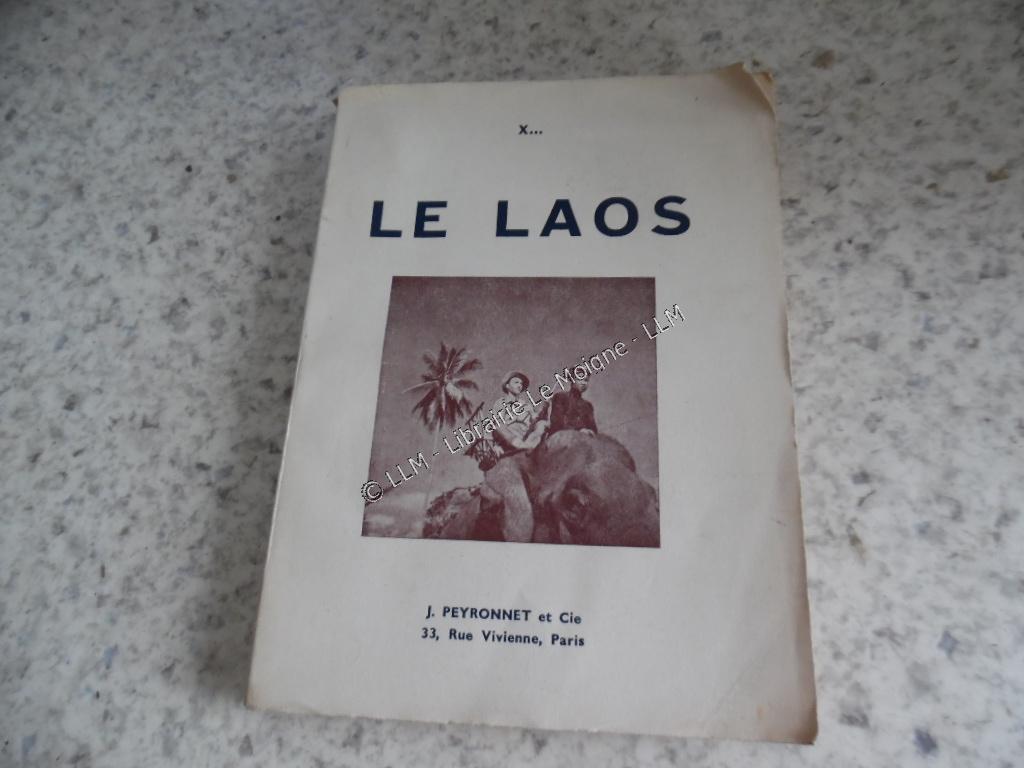 X...
LE LAOS
© LLM - Librairie Le Moigne - LLM
J. PEYRONNET et Cie
33, Rue Vivienne, Paris